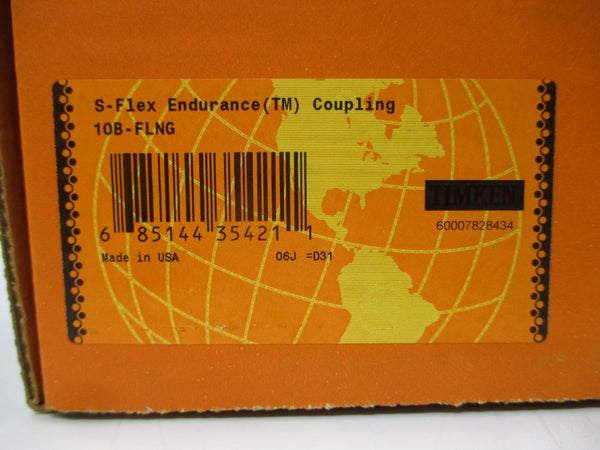 S-Flex Endurance(TM) Coupling
10B-FLNG
TIMKEN
6 85144 35421 1
60007828434
Made in USA 06J =D31